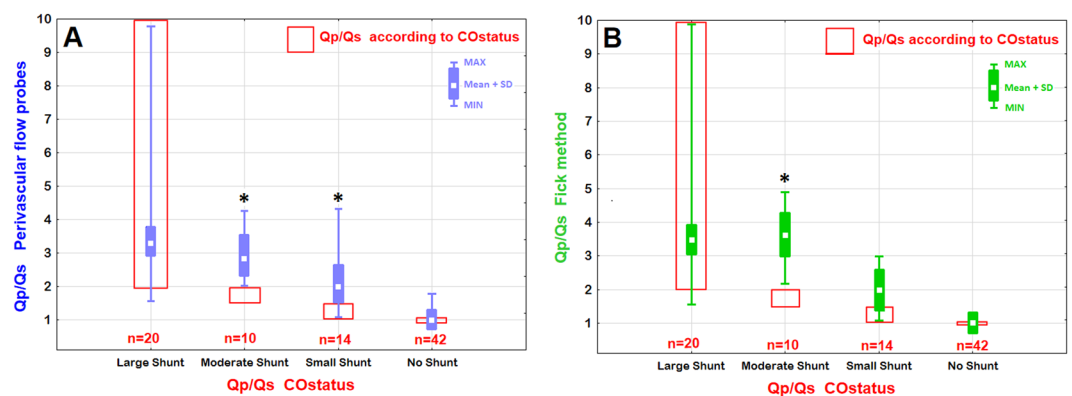 A
Qp/Qs according to COstatus
MAX
Mean + SD
MIN
Qp/Qs Perivascular flow probes
10
9
8
7
6
5
4
3
2
1
*
*
n=20
n=10
n=14
n=42
Large Shunt
Moderate Shunt
Small Shunt
No Shunt
Qp/Qs COstatus
B
Qp/Qs according to COstatus
MAX
Mean + SD
MIN
Qp/Qs Fick method
10
9
8
7
6
5
4
3
2
1
*
n=20
n=10
n=14
n=42
Large Shunt
Moderate Shunt
Small Shunt
No Shunt
Qp/Qs COstatus